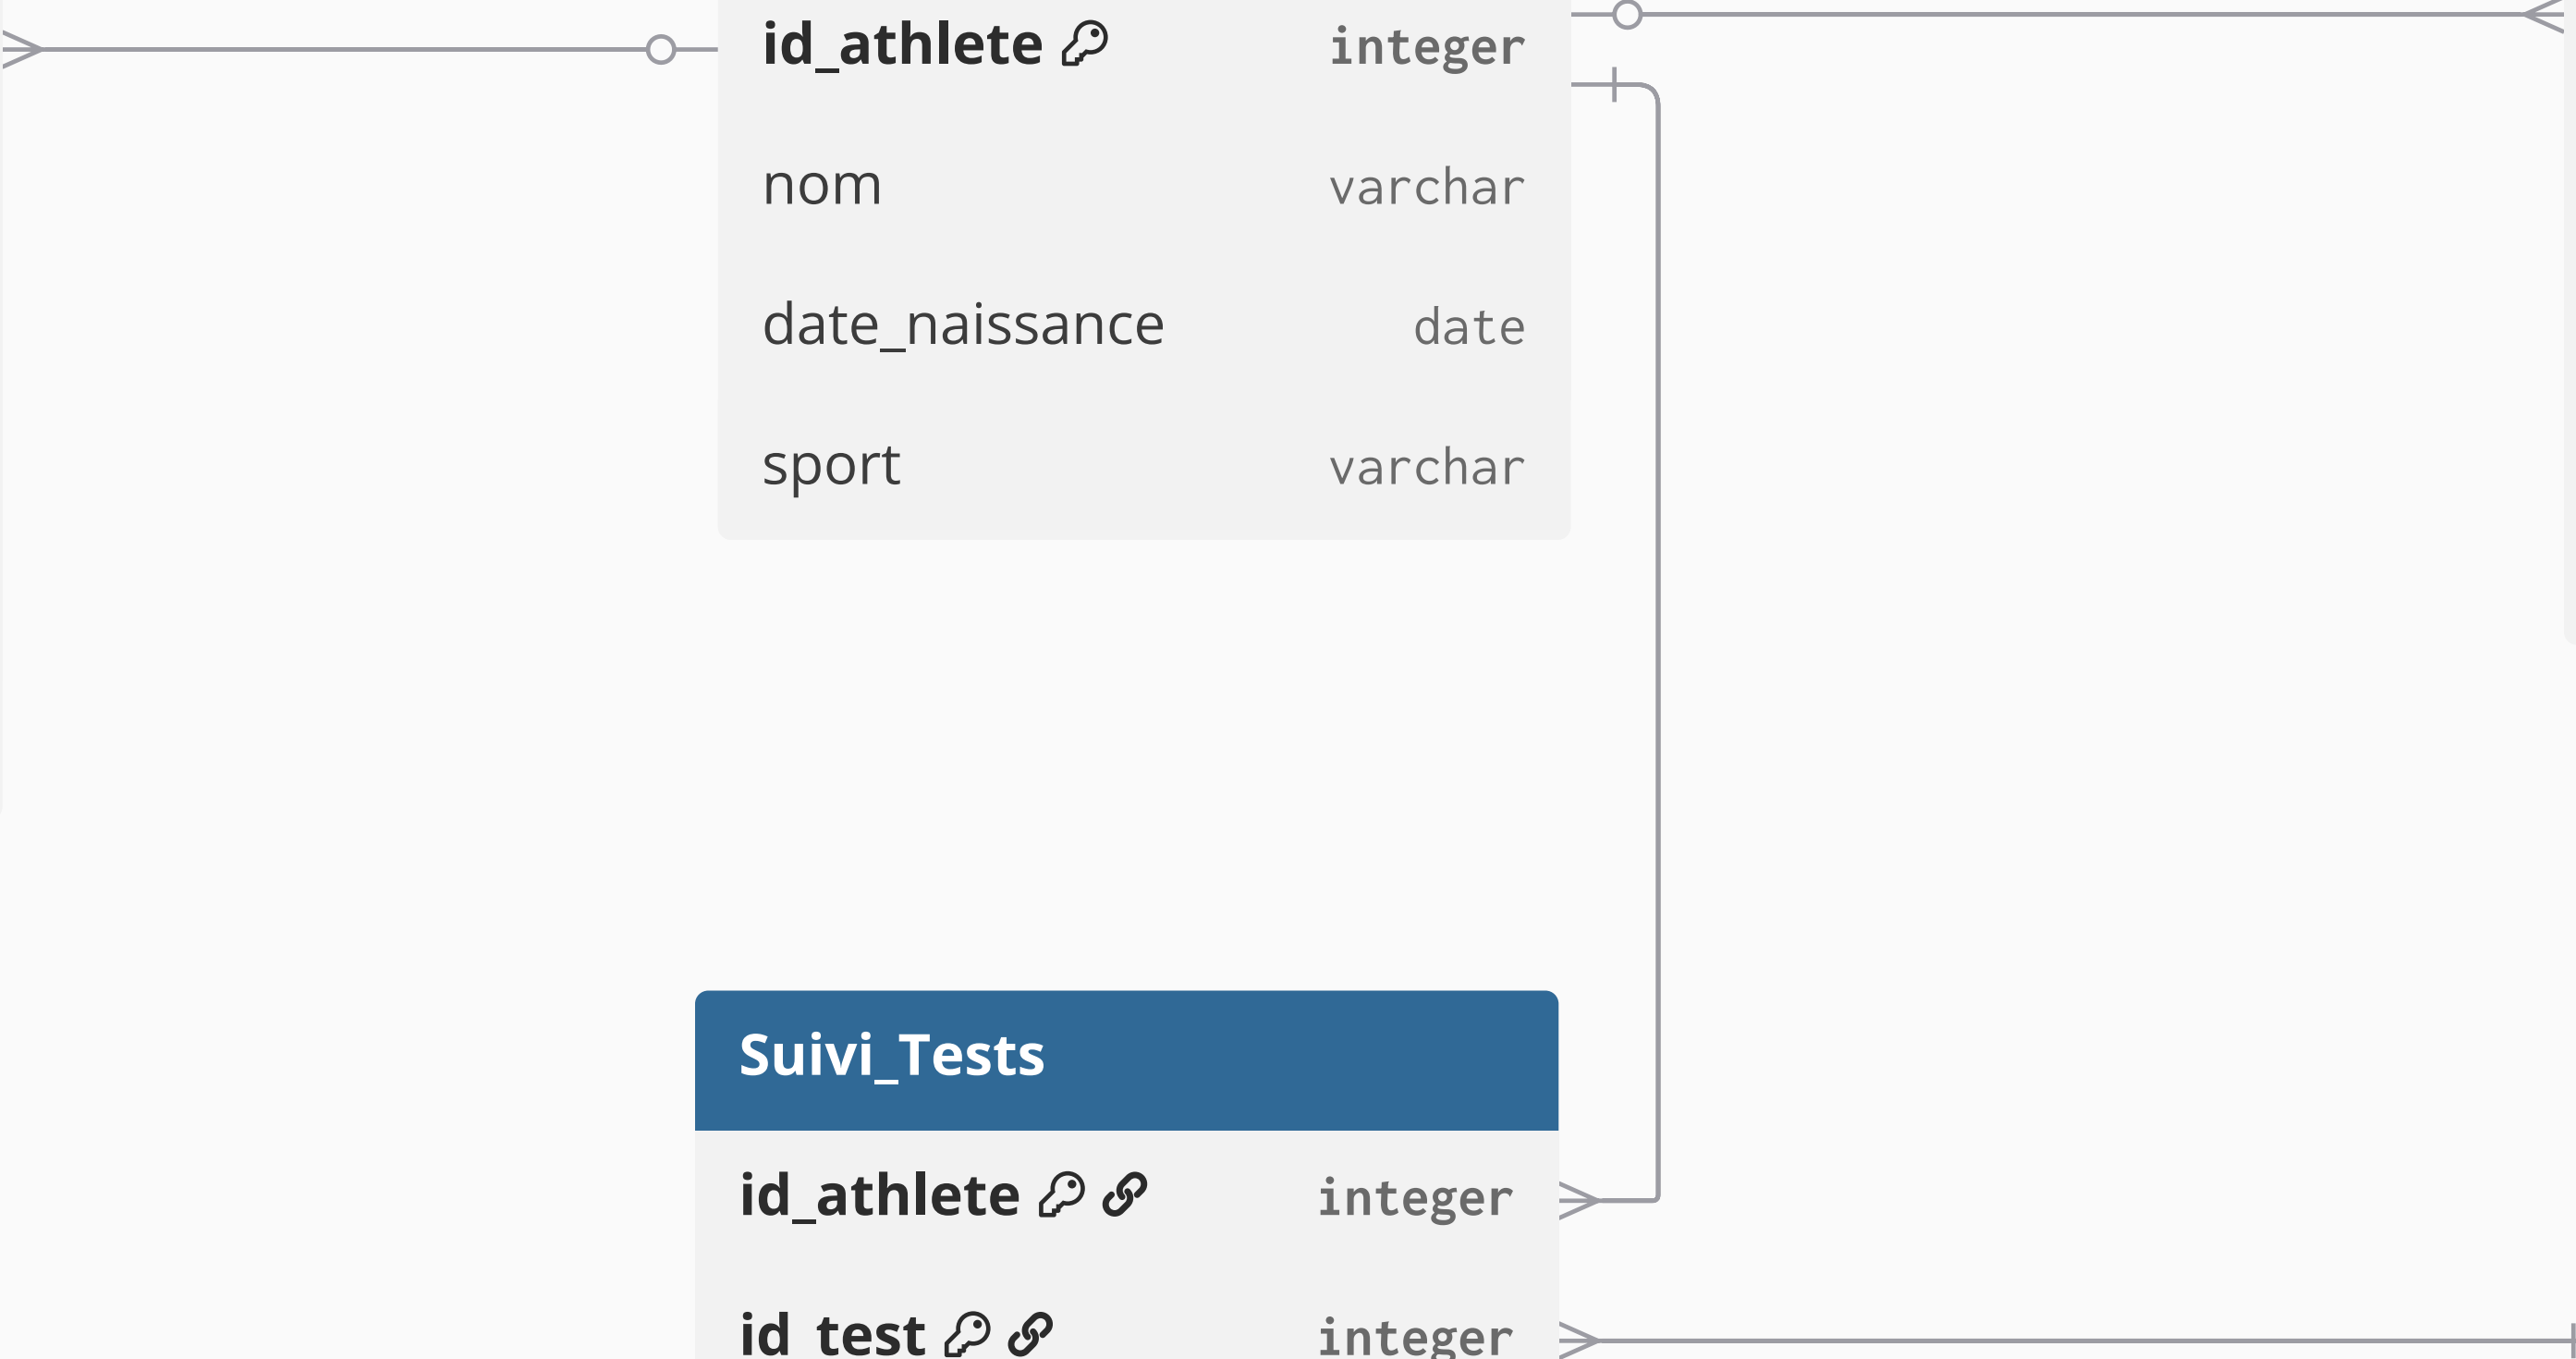 id_athlete integer
nom varchar
date_naissance date
sport varchar
Suivi_Tests
id_athlete integer
id_test integer